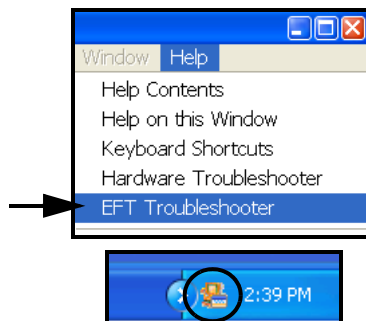 Window Help
Help Contents
Help on this Window
Keyboard Shortcuts
Hardware Troubleshooter
EFT Troubleshooter
2:39 PM